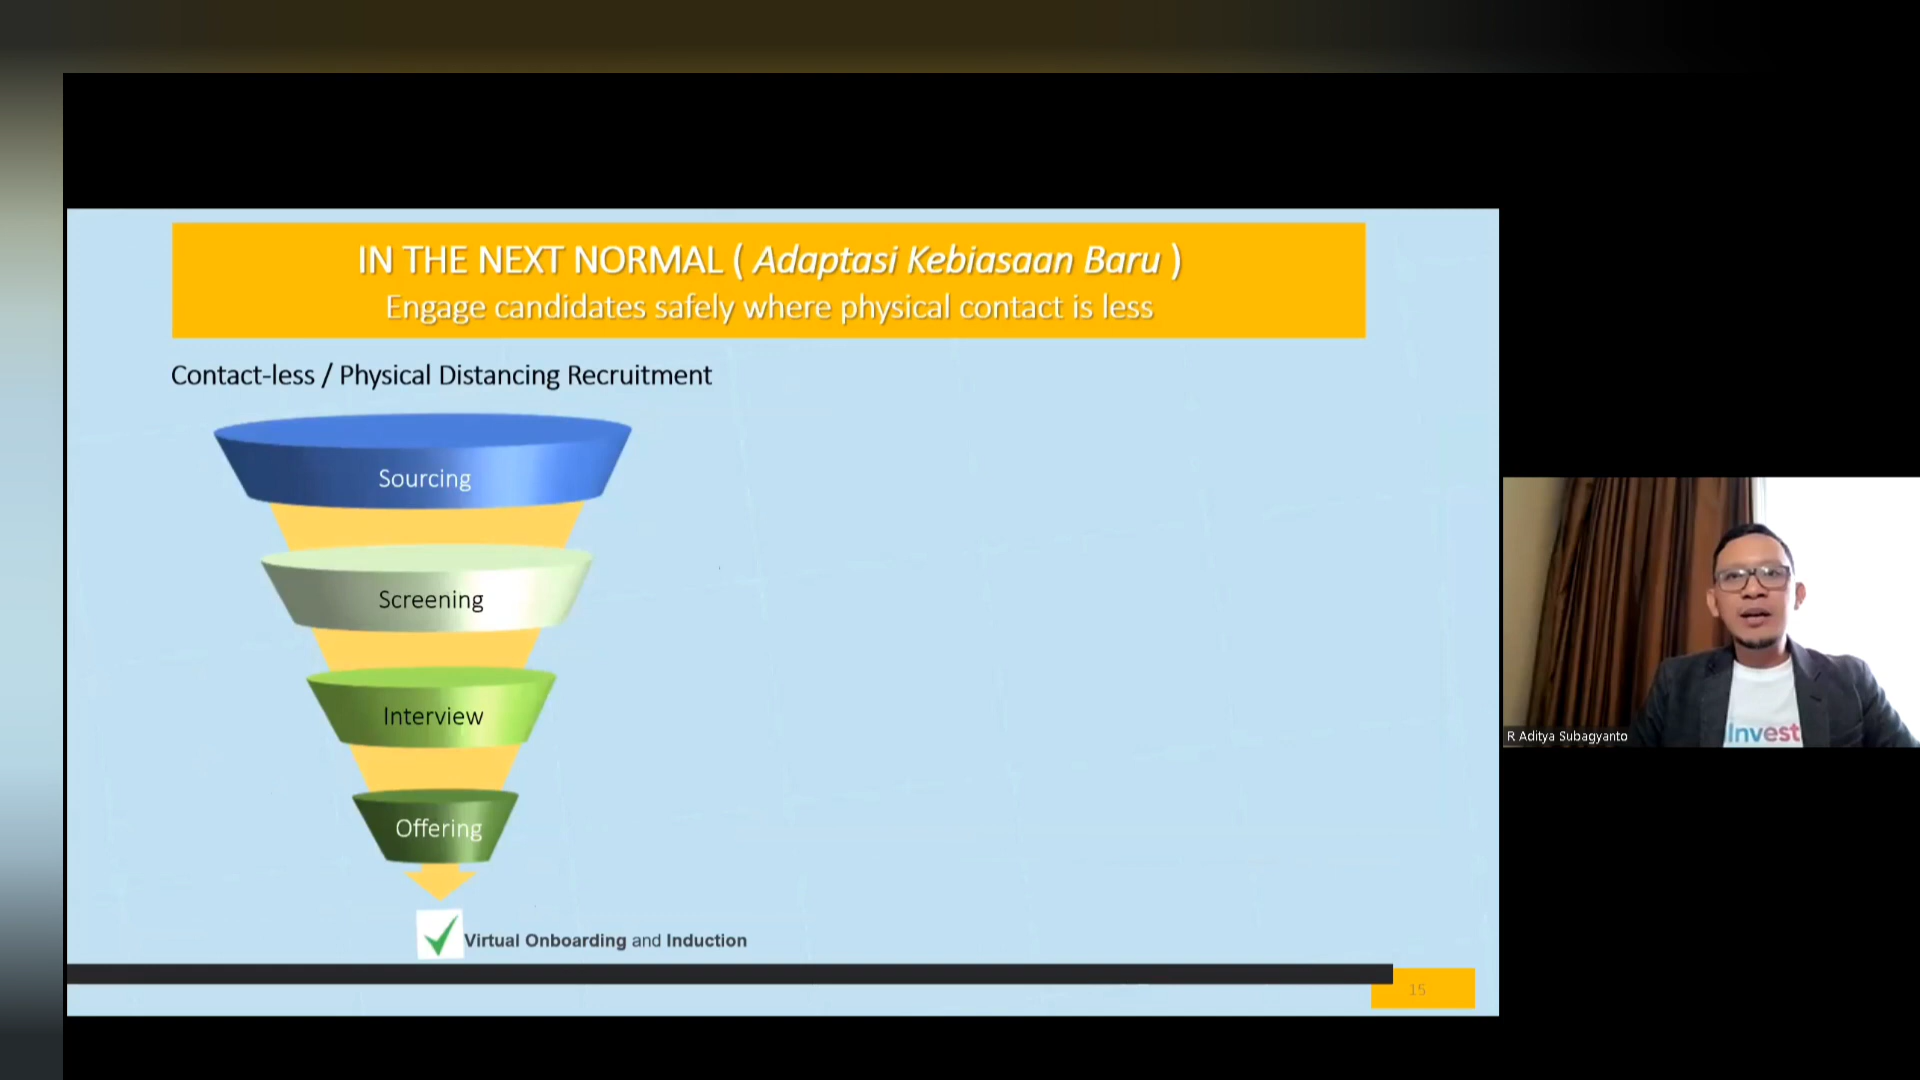 IN THE NEXT NORMAL ( Adaptasi Kebiasaan Baru )
Engage candidates safely where physical contact is less
Contact-less / Physical Distancing Recruitment
Sourcing
Screening
Interview
Offering
Virtual Onboarding and Induction
15
Invest
R Aditya Subagyanto